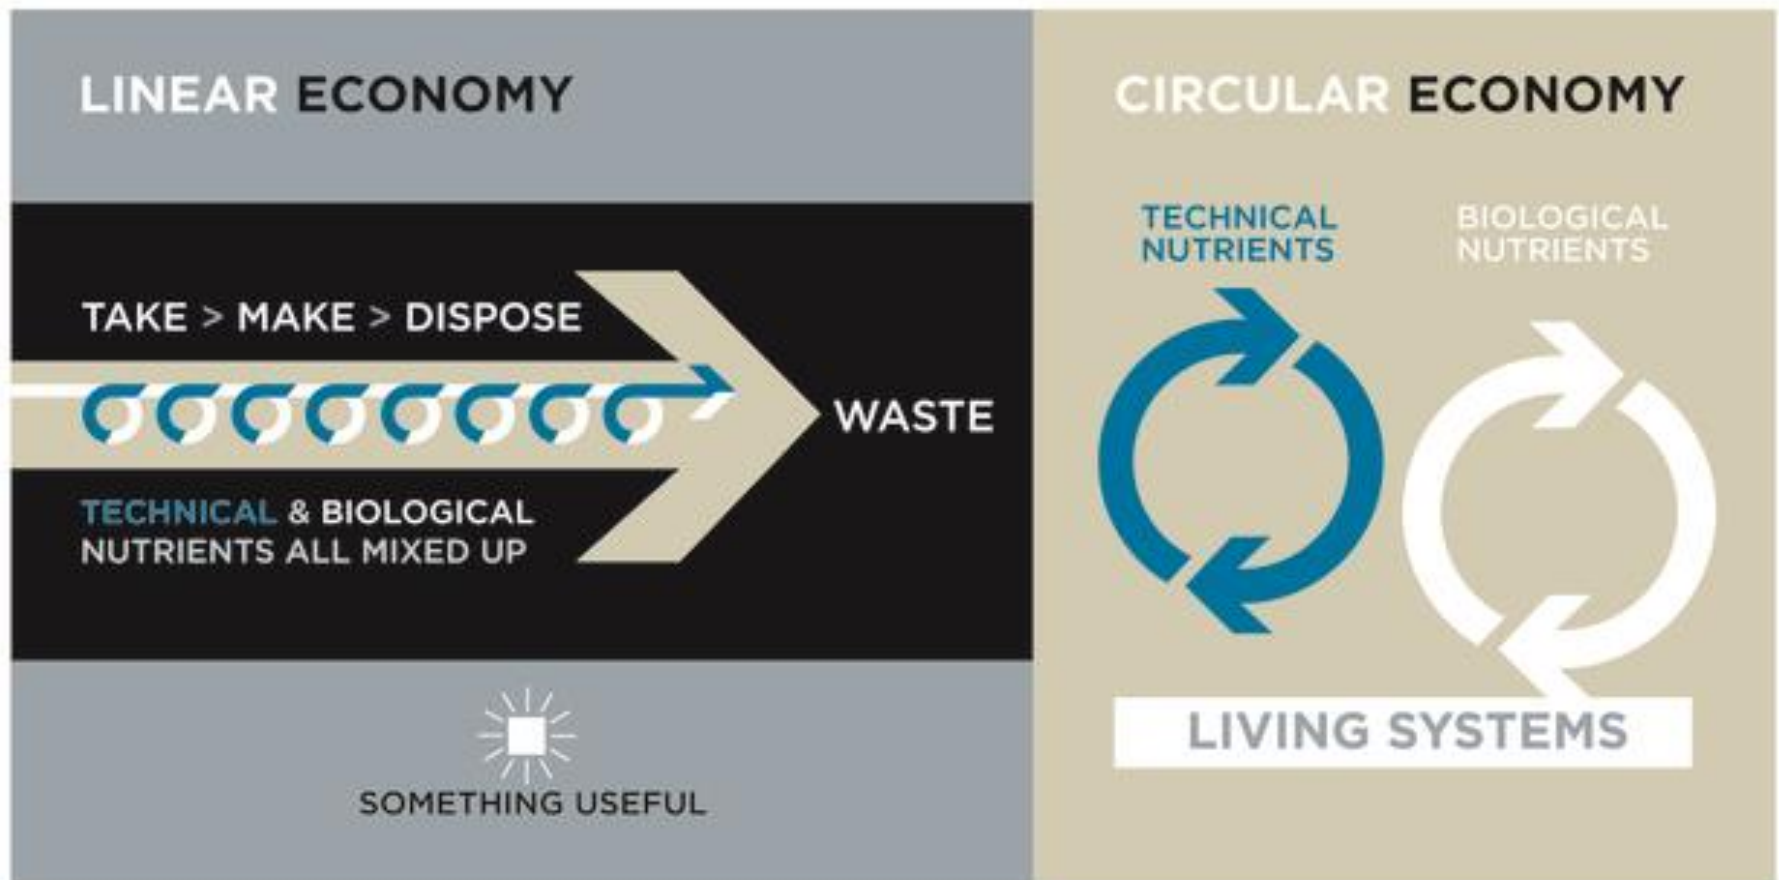 LINEAR ECONOMY
TAKE > MAKE > DISPOSE
WASTE
TECHNICAL & BIOLOGICAL
NUTRIENTS ALL MIXED UP
SOMETHING USEFUL
CIRCULAR ECONOMY
TECHNICAL
NUTRIENTS
BIOLOGICAL
NUTRIENTS
LIVING SYSTEMS